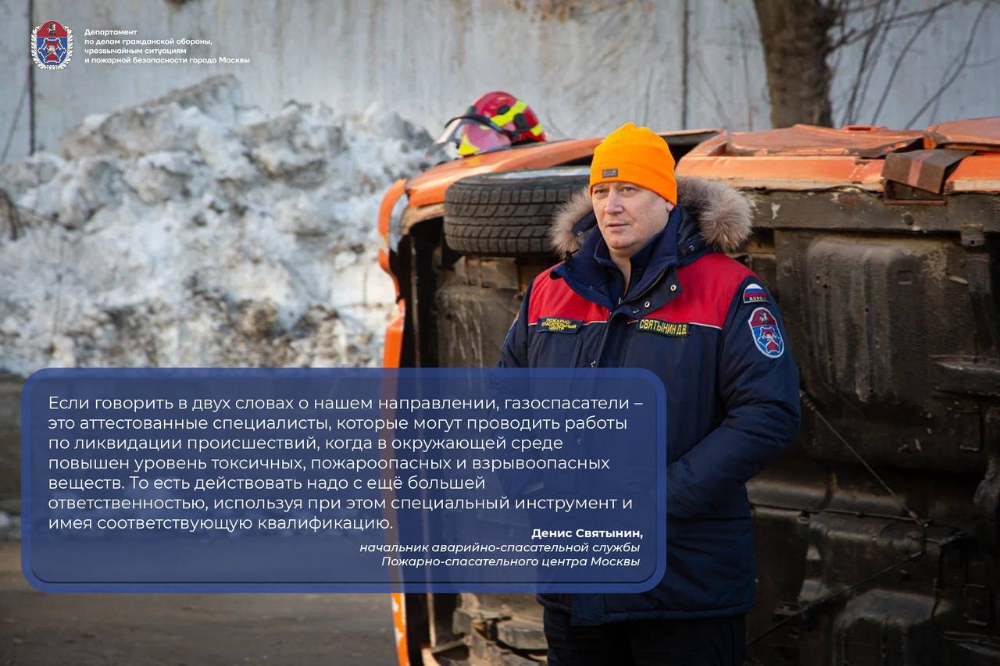 Департамент
по делам гражданской обороны,
чрезвычайным ситуациям
и пожарной безопасности города Москвы
ПОЖАРНО-
СПАСАТЕЛЬНЫЙ
ЦЕНТР
СВЯТЫНИН Д.В.
RUSSIA
Если говорить в двух словах о нашем направлении, газоспасатели –
это аттестованные специалисты, которые могут проводить работы
по ликвидации происшествий, когда в окружающей среде
повышен уровень токсичных, пожароопасных и взрывоопасных
веществ. То есть действовать надо с ещё большей
ответственностью, используя при этом специальный инструмент и
имея соответствующую квалификацию.
Денис Святынин,
начальник аварийно-спасательной службы
Пожарно-спасательного центра Москвы